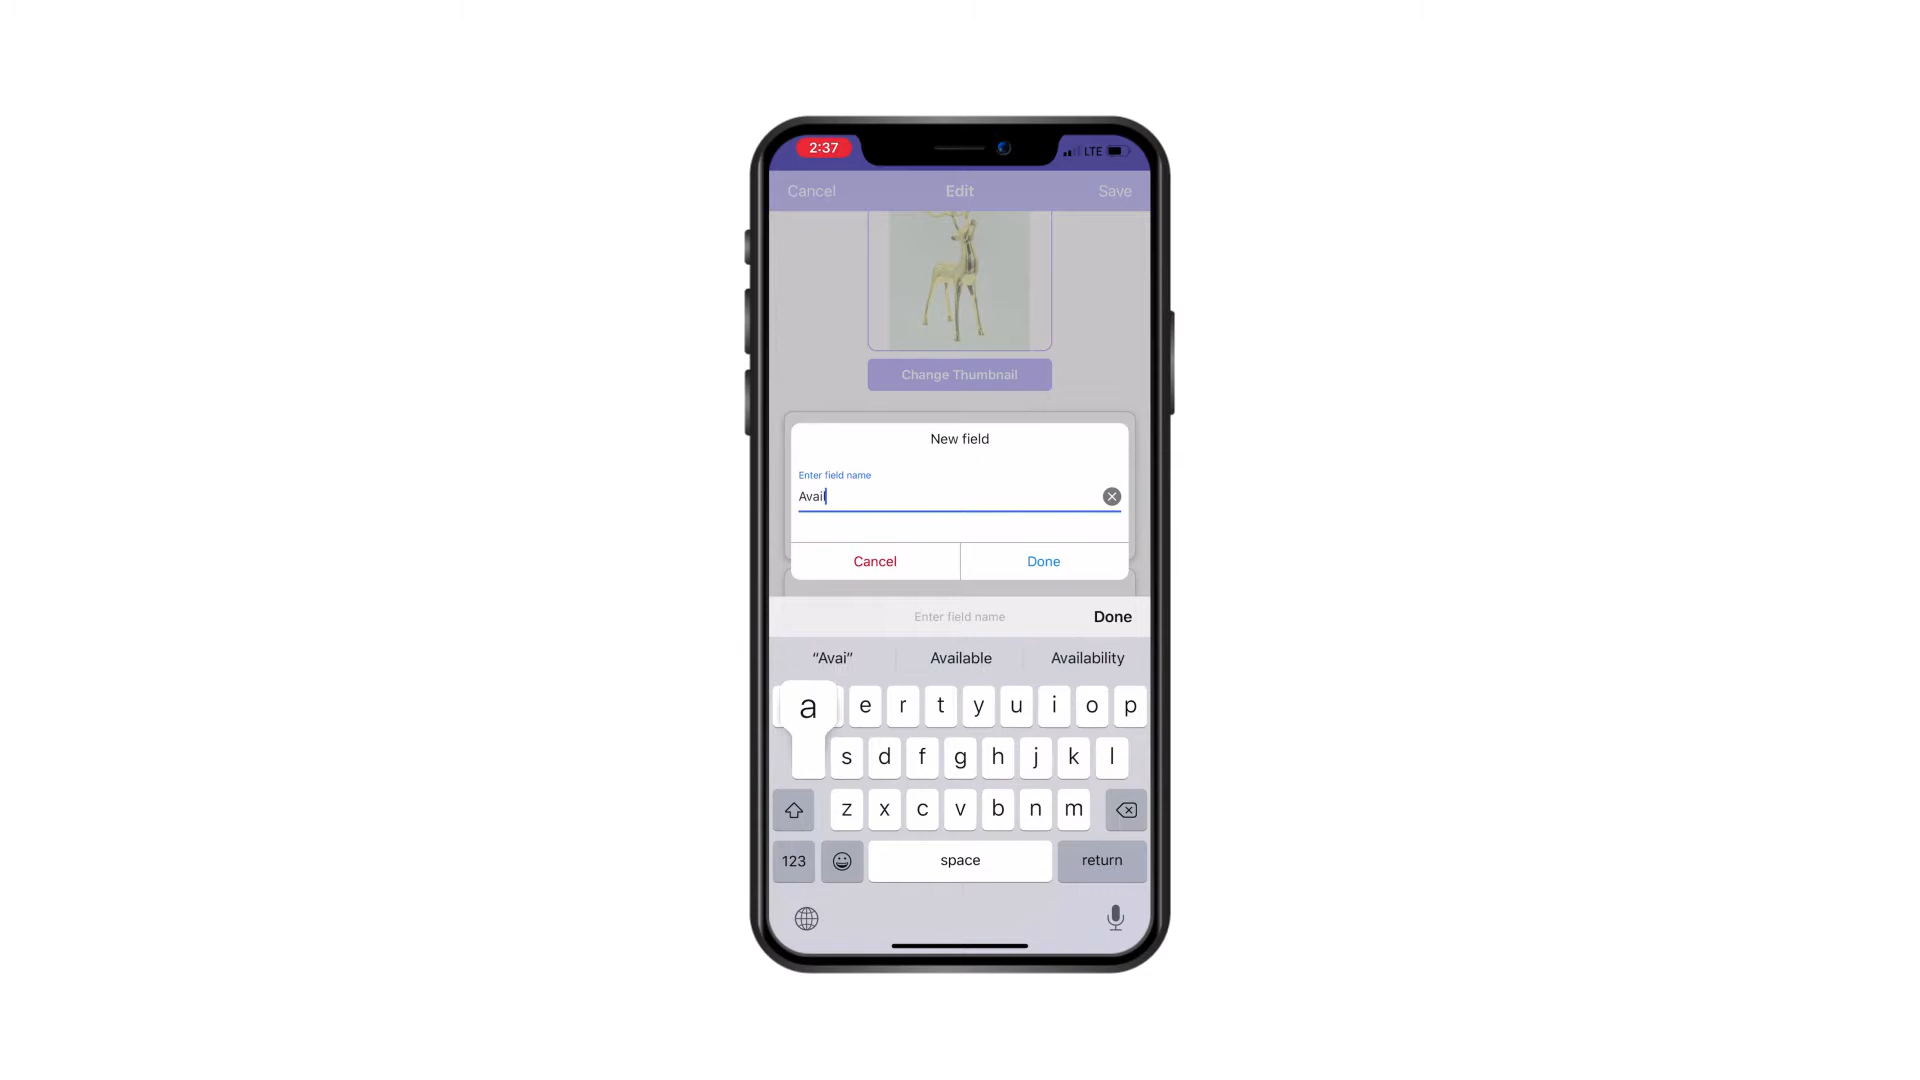 2:37
LTE
Cancel Edit Save
Change Thumbnail
New field
Enter field name
Avail
Cancel Done
Enter field name Done
“Avai” Available Availability
a e r t y u i o p
s d f g h j k l
z x c v b n m
123 space return